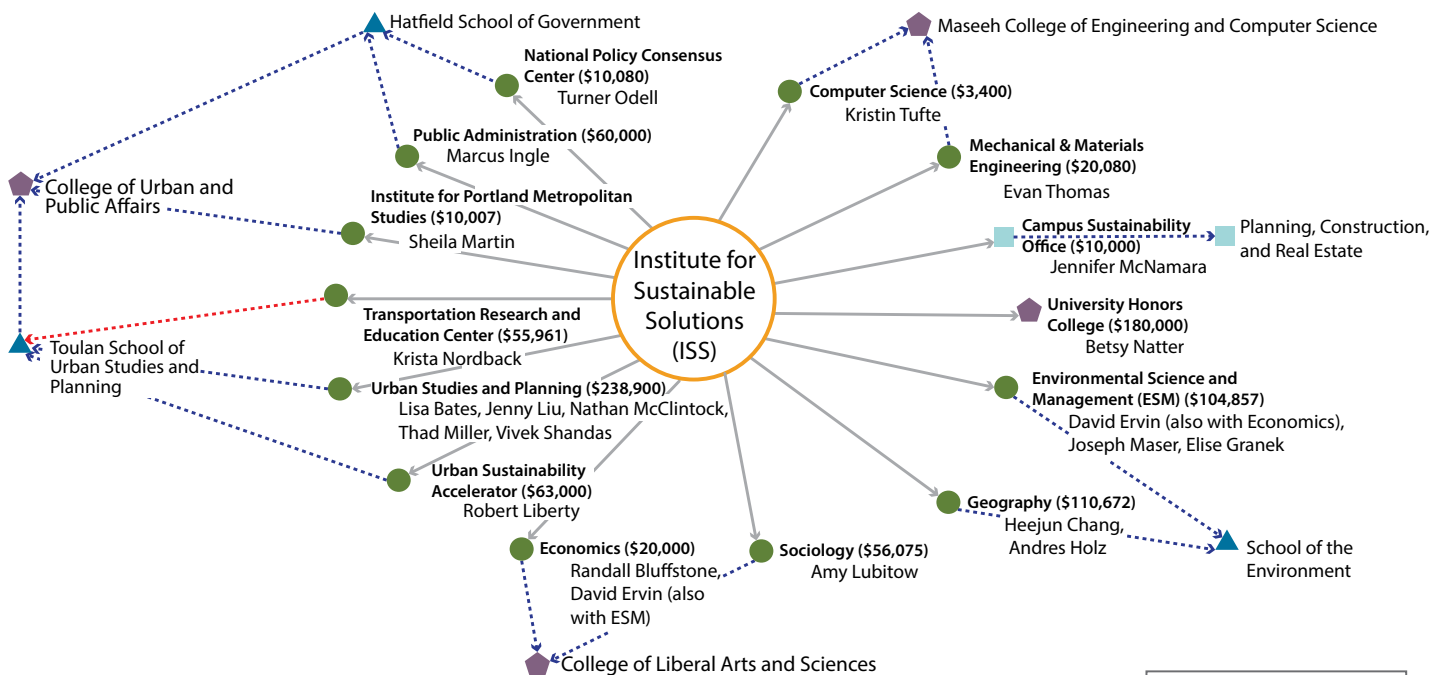 Hatfield School of Government
National Policy Consensus
Center ($10,080)
Turner Odell
Public Administration ($60,000)
Marcus Ingle
College of Urban and
Public Affairs
Institute for Portland Metropolitan
Studies ($10,007)
Sheila Martin
Transportation Research and
Education Center ($55,961)
Krista Nordback
Toulan School of
Urban Studies and
Planning
Urban Studies and Planning ($238,900)
Lisa Bates, Jenny Liu, Nathan McClintock,
Thad Miller, Vivek Shandas
Urban Sustainability
Accelerator ($63,000)
Robert Liberty
Economics ($20,000)
Randall Bluffstone,
David Ervin (also
with ESM)
College of Liberal Arts and Sciences
Institute for
Sustainable
Solutions
(ISS)
Maseeh College of Engineering and Computer Science
Computer Science ($3,400)
Kristin Tufte
Mechanical & Materials
Engineering ($20,080)
Evan Thomas
Campus Sustainability
Office ($10,000)
Jennifer McNamara
Planning, Construction,
and Real Estate
University Honors
College ($180,000)
Betsy Natter
Environmental Science and
Management (ESM) ($104,857)
David Ervin (also with Economics),
Joseph Maser, Elise Granek
Geography ($110,672)
Heejun Chang,
Andres Holz
School of the
Environment
Sociology ($56,075)
Amy Lubitow